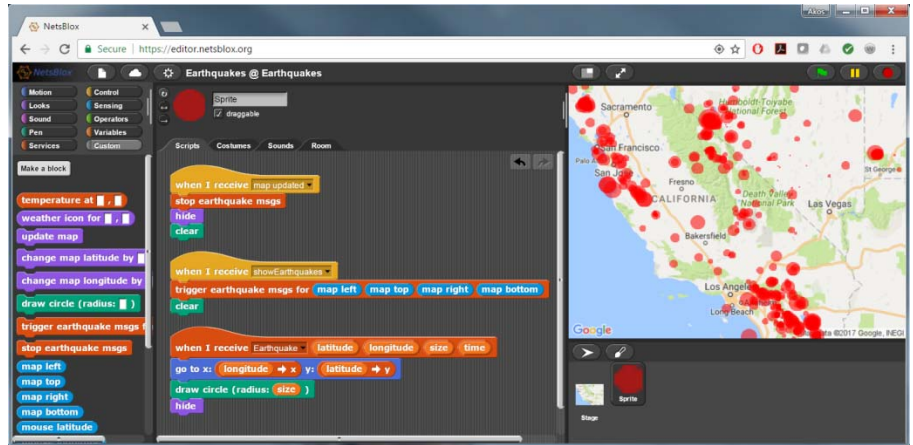 Akos
NetsBlox
Secure https://editor.netsblox.org
NetsBlox
Earthquakes @ Earthquakes
Motion Control
Looks Sensing
Sound Operators
Pen Variables
Services Custom
Make a block
temperature at ,
weather icon for ,
update map
change map latitude by
change map longitude by
draw circle (radius: )
trigger earthquake msgs f
stop earthquake msgs
map left
map top
map right
map bottom
mouse latitude
Sprite
draggable
Scripts Costumes Sounds Room
when I receive map updated
stop earthquake msgs
hide
clear
when I receive showEarthquakes
trigger earthquake msgs for map left map top map right map bottom
clear
when I receive Earthquake latitude longitude size time
go to x: longitude → x y: latitude → y
draw circle (radius: size )
hide
Sacramento
Humboldt-Toiyabe
National Forest
San Francisco
Palo A
San Jose
St George
Fresno
Death Valley
National Park
CALIFORNIA
Las Vegas
Bakersfield
Los Angeles
Long Beach
Google
©2017 Google, INEGI
Stage
Sprite